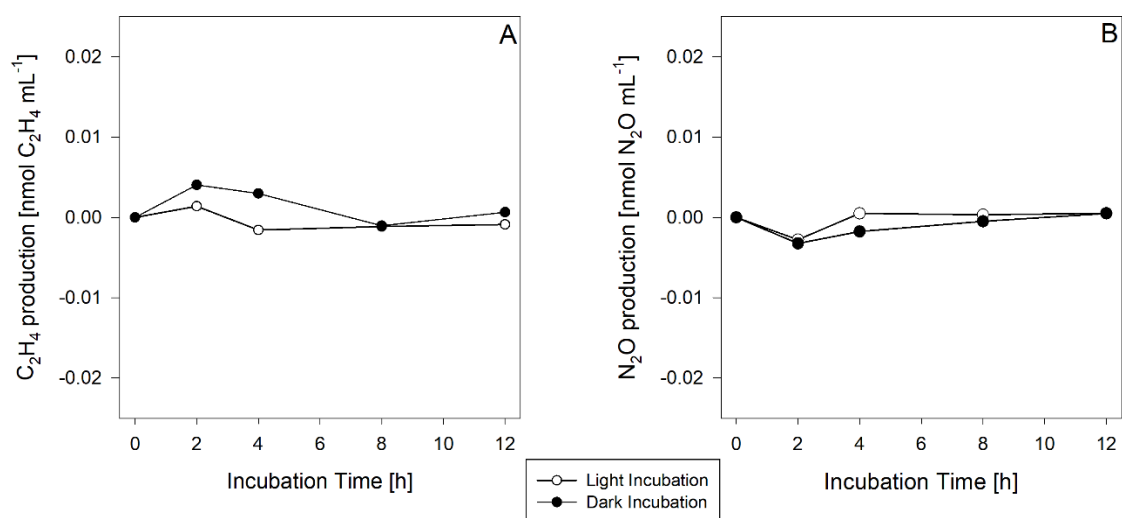 A
C₂H₄ production [nmol C₂H₄ mL⁻¹]
0.02
0.01
0.00
-0.01
-0.02
0 2 4 6 8 10 12
Incubation Time [h]
B
N₂O production [nmol N₂O mL⁻¹]
0.02
0.01
0.00
-0.01
-0.02
0 2 4 6 8 10 12
Incubation Time [h]
Light Incubation
Dark Incubation